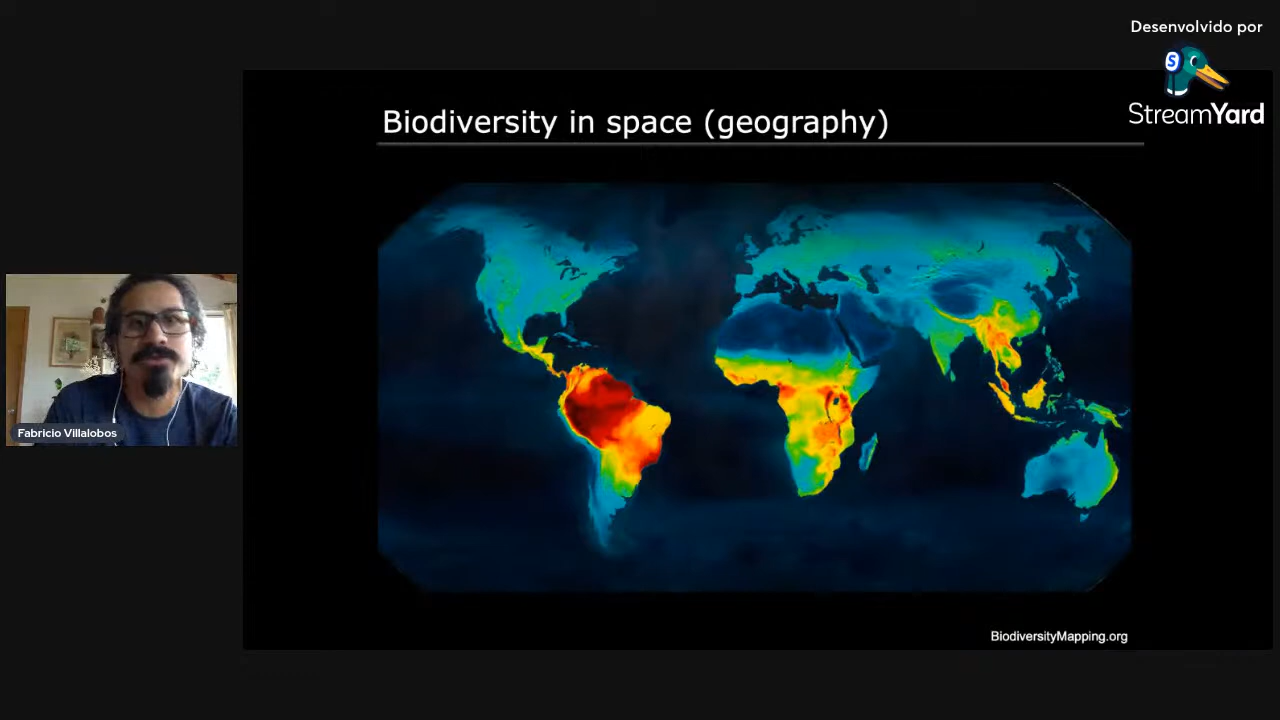 Desenvolvido por
S
StreamYard
Biodiversity in space (geography)
Fabricio Villalobos
BiodiversityMapping.org